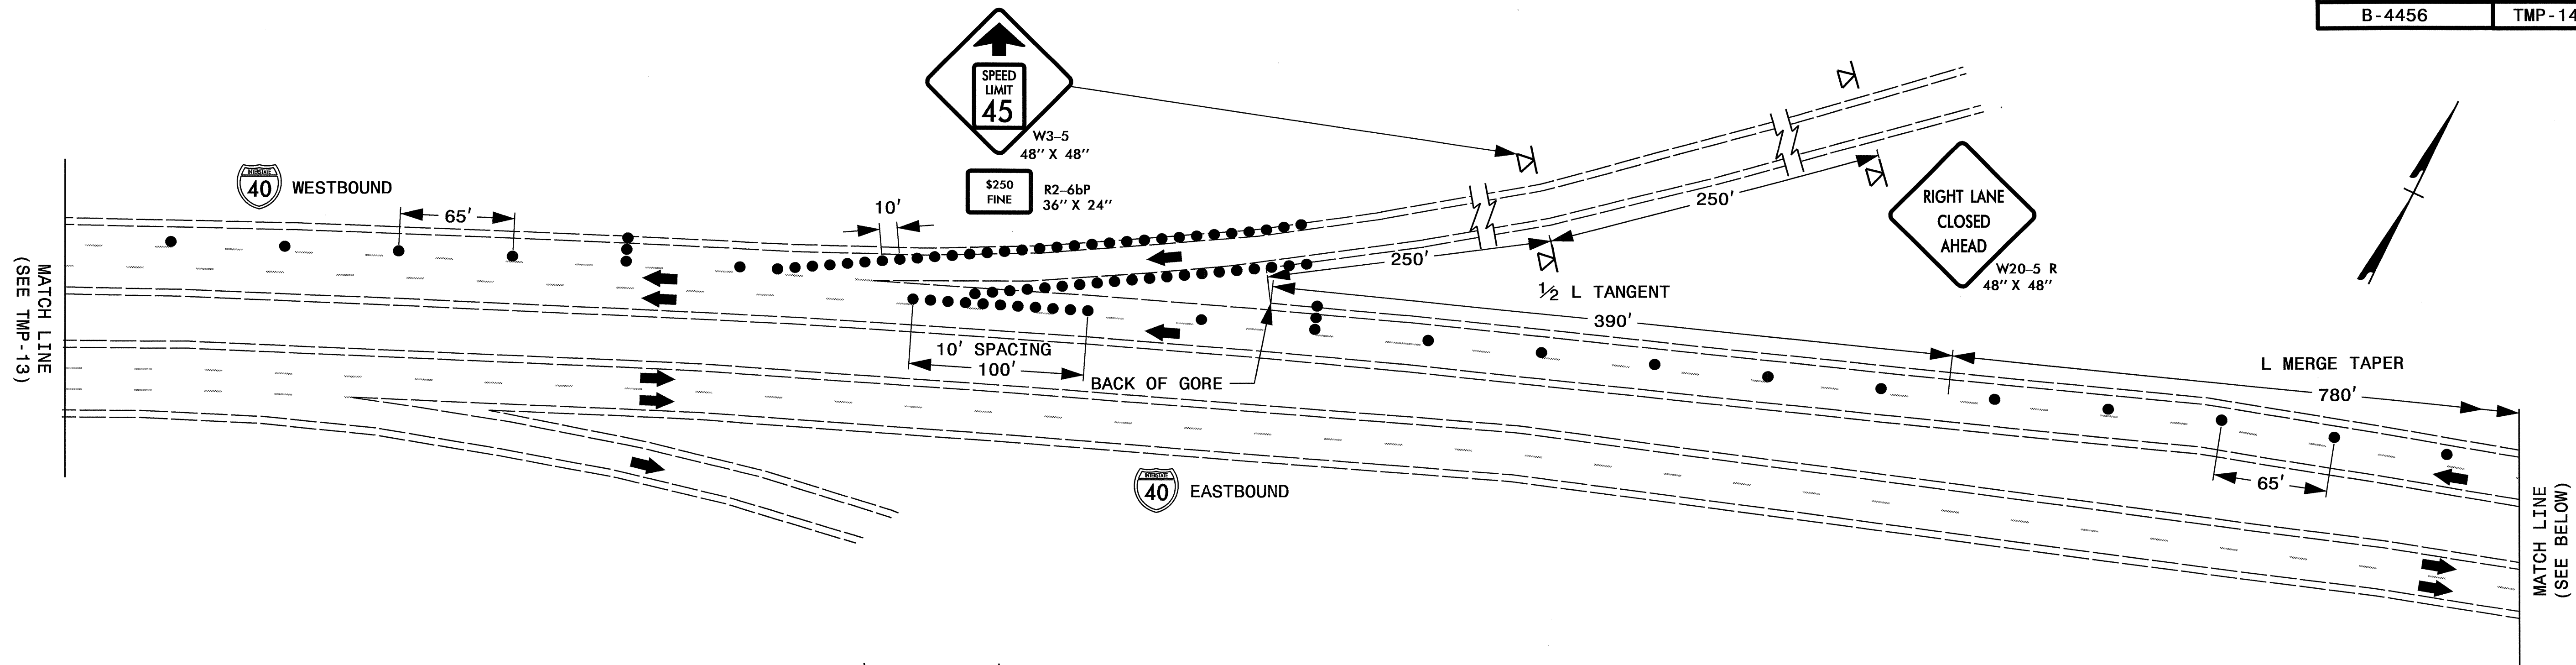 B-4456 TMP-14
SPEED
LIMIT
45
W3-5
48" X 48"
$250
FINE
R2-6bP
36" X 24"
INTERSTATE
40
WESTBOUND
65'
10'
250'
250'
RIGHT LANE
CLOSED
AHEAD
W20-5 R
48" X 48"
½ L TANGENT
390'
L MERGE TAPER
780'
10' SPACING
100'
BACK OF GORE
65'
INTERSTATE
40
EASTBOUND
MATCH LINE
(SEE TMP-13)
MATCH LINE
(SEE BELOW)